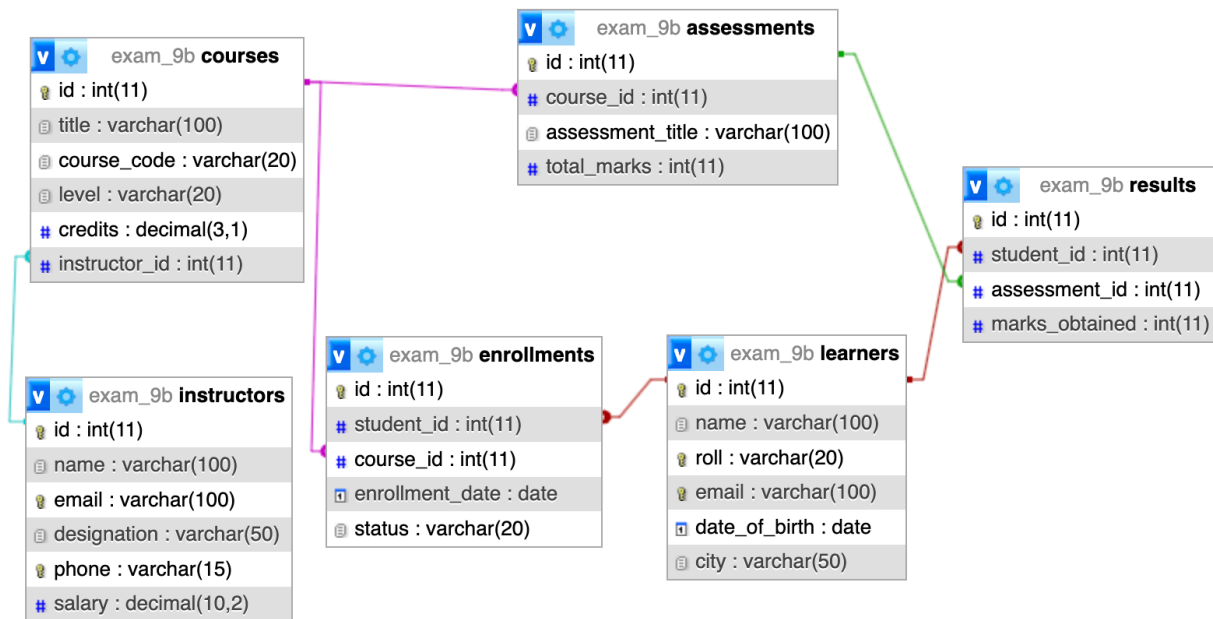 exam_9b courses
id : int(11)
title : varchar(100)
course_code : varchar(20)
level : varchar(20)
credits : decimal(3,1)
instructor_id : int(11)
exam_9b assessments
id : int(11)
course_id : int(11)
assessment_title : varchar(100)
total_marks : int(11)
exam_9b results
id : int(11)
student_id : int(11)
assessment_id : int(11)
marks_obtained : int(11)
exam_9b instructors
id : int(11)
name : varchar(100)
email : varchar(100)
designation : varchar(50)
phone : varchar(15)
salary : decimal(10,2)
exam_9b enrollments
id : int(11)
student_id : int(11)
course_id : int(11)
enrollment_date : date
status : varchar(20)
exam_9b learners
id : int(11)
name : varchar(100)
roll : varchar(20)
email : varchar(100)
date_of_birth : date
city : varchar(50)